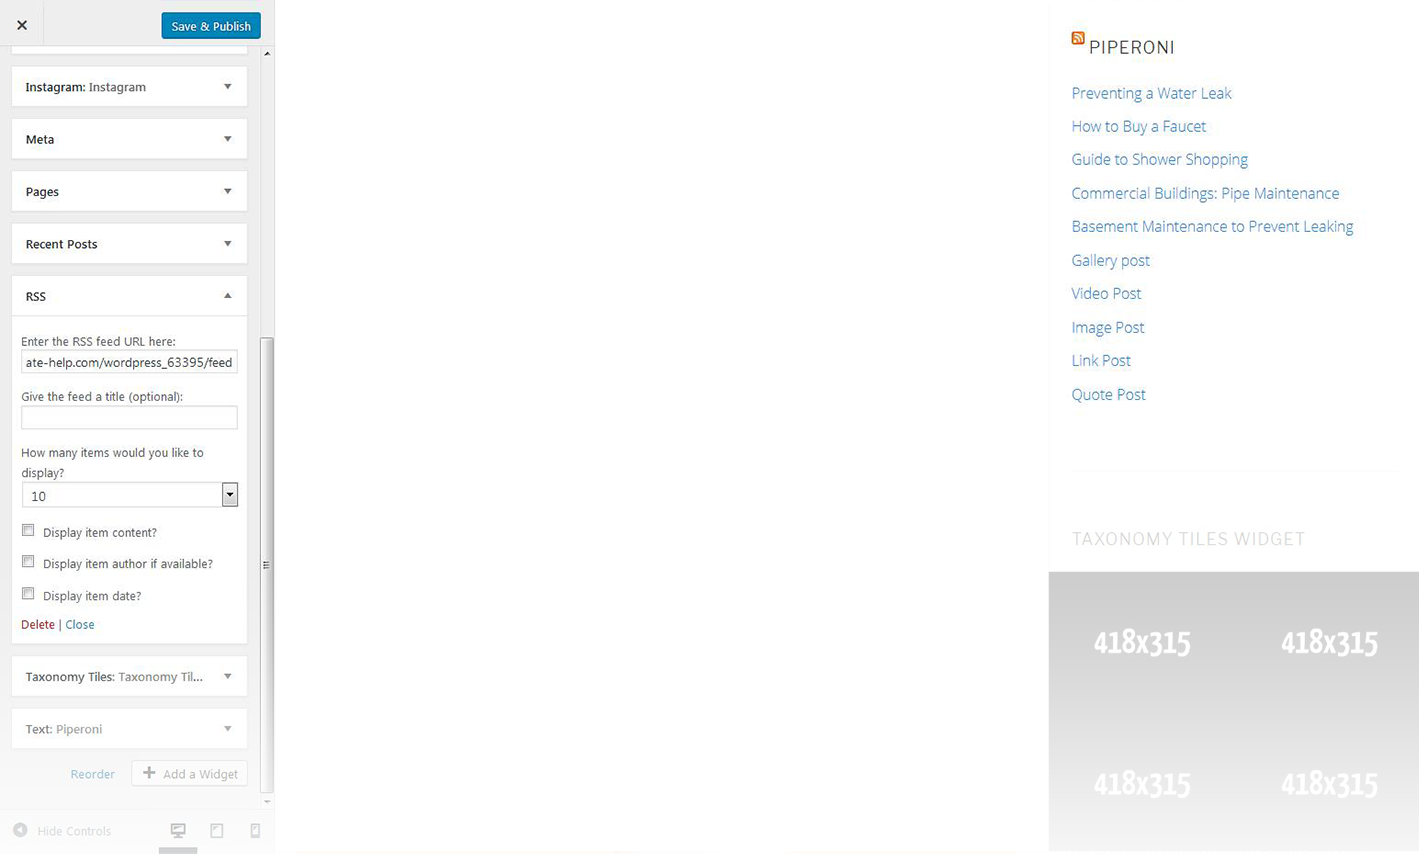 Save & Publish
Instagram: Instagram
Meta
Pages
Recent Posts
RSS
Enter the RSS feed URL here:
ate-help.com/wordpress_63395/feed
Give the feed a title (optional):
How many items would you like to
display?
10
Display item content?
Display item author if available?
Display item date?
Delete | Close
Taxonomy Tiles: Taxonomy Til...
Text: Piperoni
Reorder
Add a Widget
Hide Controls
PIPERONI
Preventing a Water Leak
How to Buy a Faucet
Guide to Shower Shopping
Commercial Buildings: Pipe Maintenance
Basement Maintenance to Prevent Leaking
Gallery post
Video Post
Image Post
Link Post
Quote Post
TAXONOMY TILES WIDGET
418x315 418x315
418x315 418x315